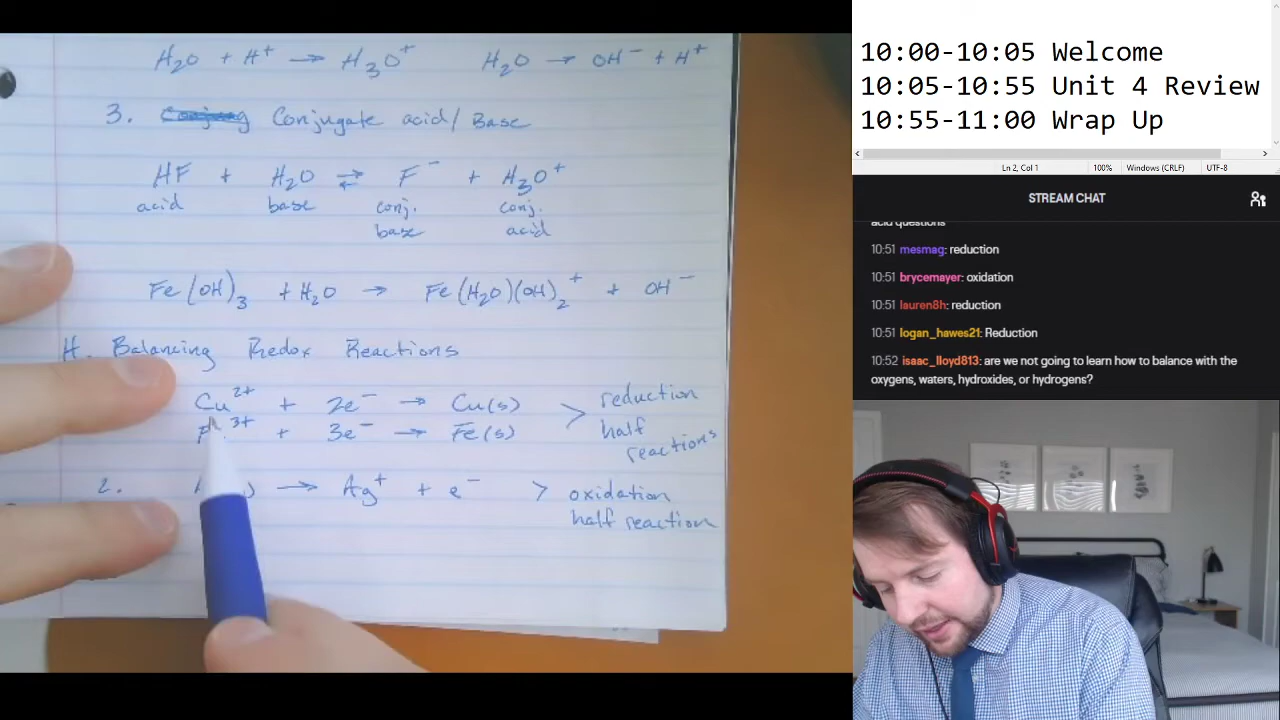 H₂O + H⁺ → H₃O⁺ H₂O → OH⁻ + H⁺
3. Conjugate acid/Base
HF + H₂O ⇌ F⁻ + H₃O⁺
acid base conj. base conj. acid
Fe(OH)₃ + H₂O → Fe(H₂O)(OH)₂⁺ + OH⁻
H. Balancing Redox Reactions
Cu²⁺ + 2e⁻ → Cu(s)
³⁺ + 3e⁻ → Fe(s)
> reduction
half
reactions
2. → Ag⁺ + e⁻ > oxidation
half reaction
10:00-10:05 Welcome
10:05-10:55 Unit 4 Review
10:55-11:00 Wrap Up
Ln 2, Col 1 100% Windows (CRLF) UTF-8
STREAM CHAT
acid questions
10:51 mesmag: reduction
10:51 brycemayer: oxidation
10:51 lauren8h: reduction
10:51 logan_hawes21: Reduction
10:52 isaac_lloyd813: are we not going to learn how to balance with the
oxygens, waters, hydroxides, or hydrogens?